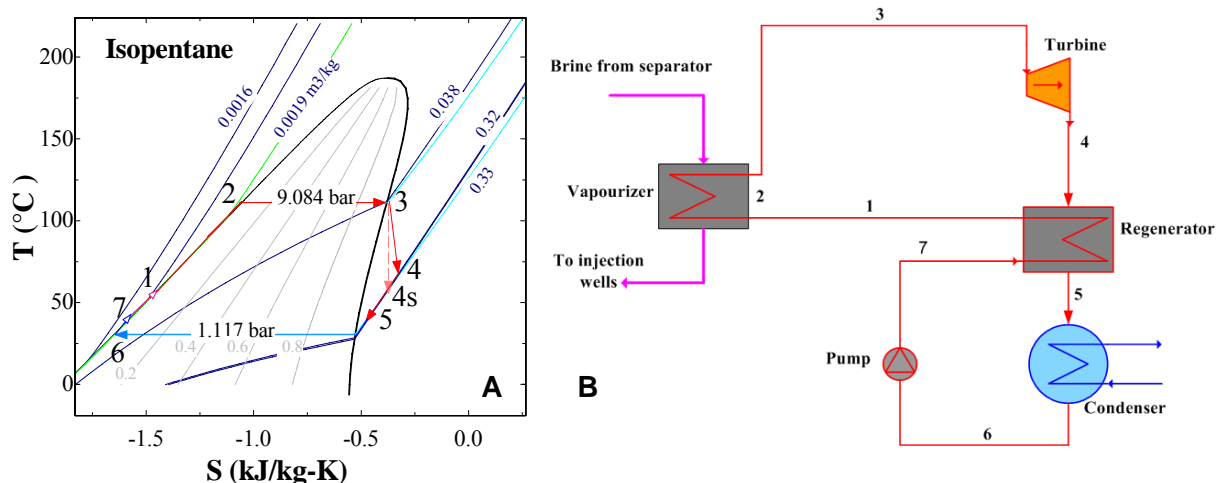 Isopentane
0.0016
0.0019 m3/kg
0.038
0.32
0.33
200
150
100
50
0
T (°C)
2
9.084 bar
3
1
4
7
4s
5
1.117 bar
6
0.2
0.4
0.6
0.8
A
-1.5
-1.0
-0.5
0.0
S (kJ/kg-K)
3
Turbine
Brine from separator
4
Vapourizer
2
1
Regenerator
To injection
wells
7
5
Pump
Condenser
6
B